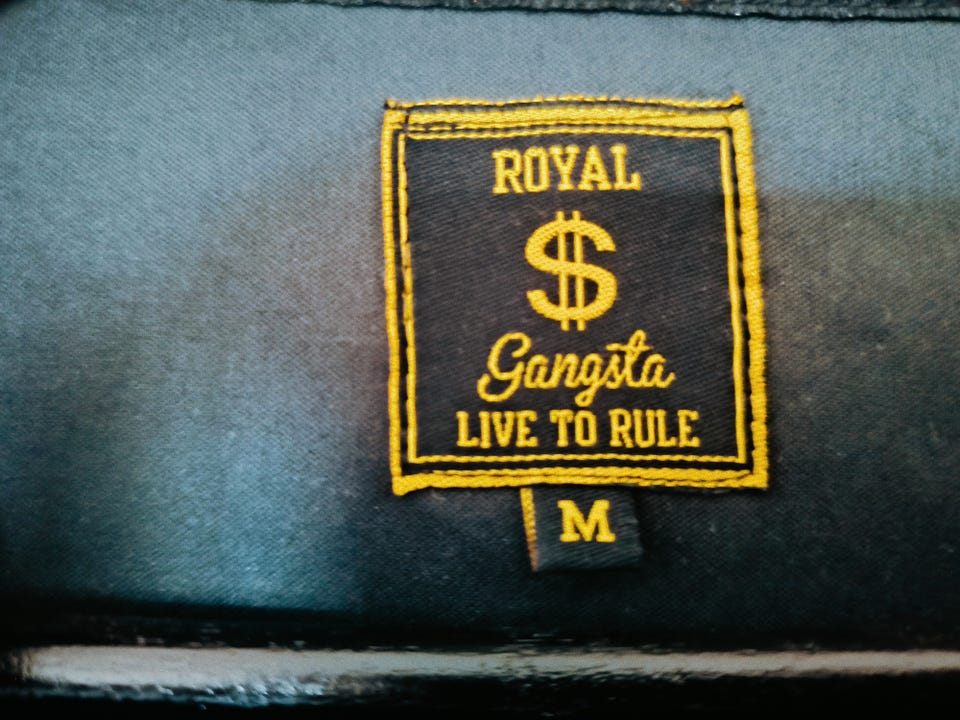 ROYAL
$
Gangsta
LIVE TO RULE
M